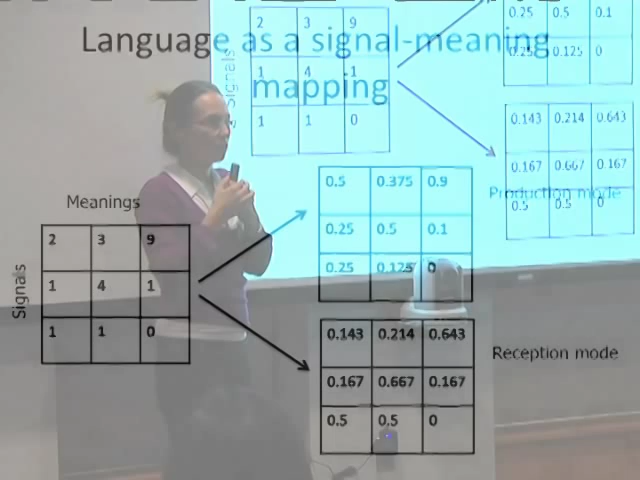 Language as a signal-meaning
mapping
Signals
2 3 9
1 4 1
1 1 0
0.25 0.5 0.1
0.25 0.125 0
0.143 0.214 0.643
0.167 0.667 0.167
0.5 0.5 0
Production mode
Meanings
Signals
2 3 9
1 4 1
1 1 0
0.5 0.375 0.9
0.25 0.5 0.1
0.25 0.125 0
0.143 0.214 0.643
0.167 0.667 0.167
0.5 0.5 0
Reception mode